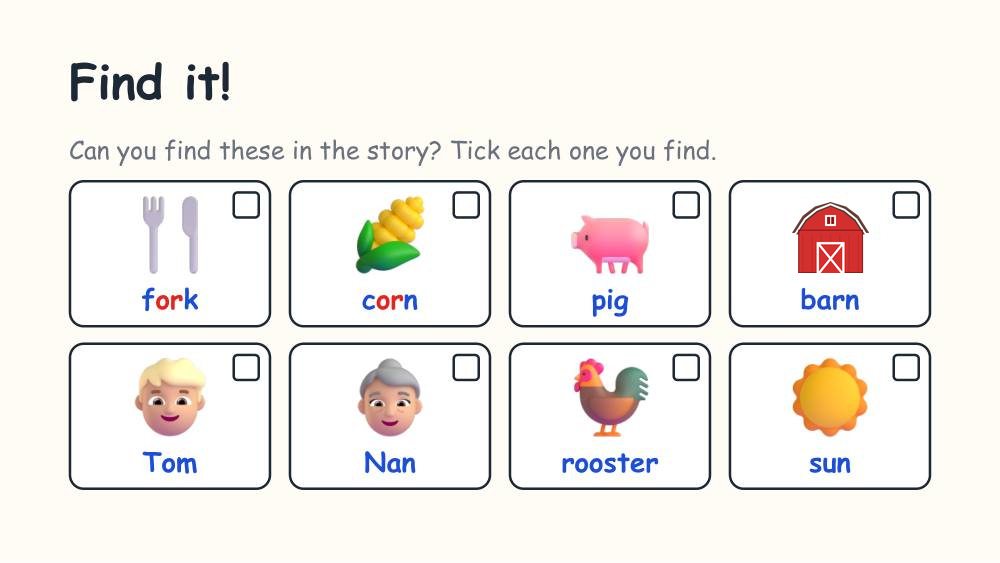 Find it!
Can you find these in the story? Tick each one you find.
fork
corn
pig
barn
Tom
Nan
rooster
sun